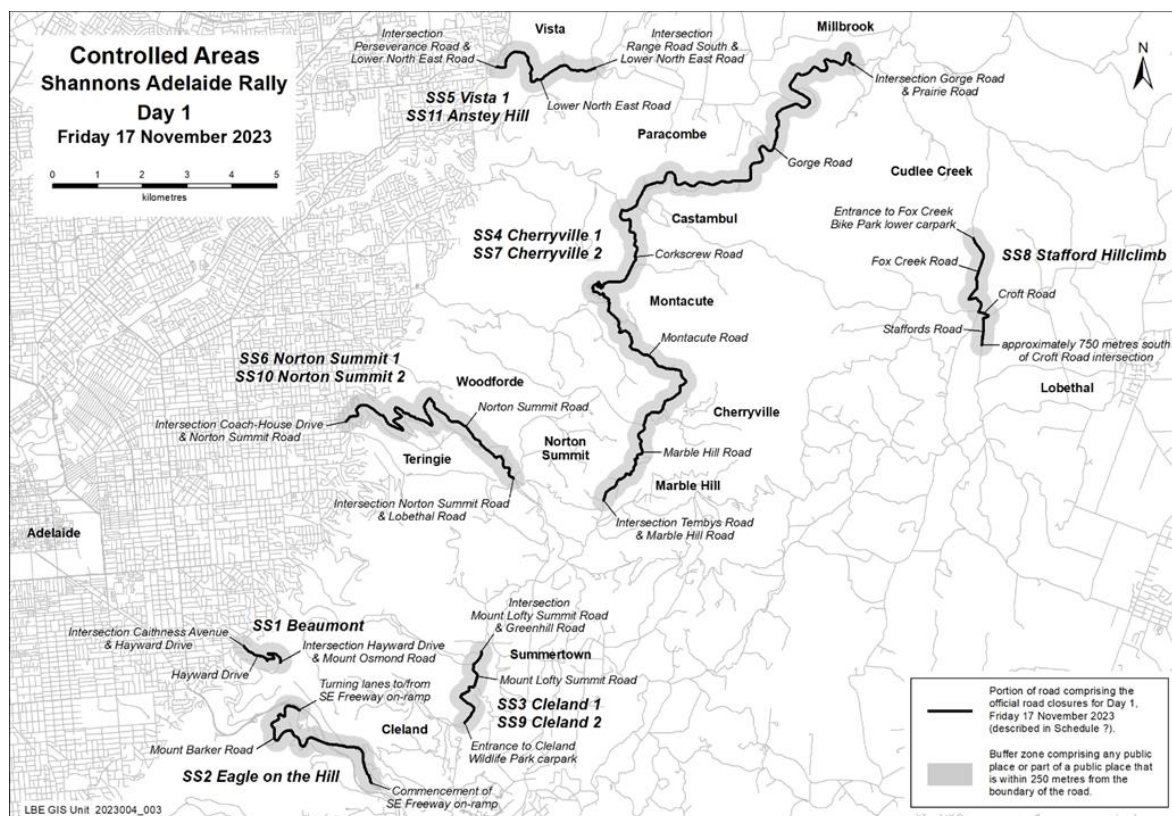 Controlled Areas
Shannons Adelaide Rally
Day 1
Friday 17 November 2023
0 1 2 3 4 5
kilometres
Vista
Intersection
Perseverance Road &
Lower North East Road
Intersection
Range Road South &
Lower North East Road
SS5 Vista 1
SS11 Anstey Hill
Lower North East Road
Millbrook
N
Intersection Gorge Road
& Prairie Road
Paracombe
Gorge Road
Cudlee Creek
Castambul
Entrance to Fox Creek
Bike Park lower carpark
SS4 Cherryville 1
SS7 Cherryville 2
Corkscrew Road
Fox Creek Road
SS8 Stafford Hillclimb
Montacute
Croft Road
Montacute Road
Staffords Road
approximately 750 metres south
of Croft Road intersection
Lobethal
SS6 Norton Summit 1
SS10 Norton Summit 2
Woodforde
Norton Summit Road
Cherryville
Intersection Coach-House Drive
& Norton Summit Road
Teringie
Norton
Summit
Marble Hill Road
Marble Hill
Intersection Norton Summit Road
& Lobethal Road
Intersection Tembys Road
& Marble Hill Road
Adelaide
Intersection
Mount Lofty Summit Road
& Greenhill Road
SS1 Beaumont
Intersection Caithness Avenue
& Hayward Drive
Intersection Hayward Drive
& Mount Osmond Road
Hayward Drive
Summertown
Mount Lofty Summit Road
Turning lanes to/from
SE Freeway on-ramp
SS3 Cleland 1
SS9 Cleland 2
Cleland
Mount Barker Road
Entrance to Cleland
Wildlife Park carpark
SS2 Eagle on the Hill
Commencement of
SE Freeway on-ramp
Portion of road comprising the
official road closures for Day 1,
Friday 17 November 2023
(described in Schedule ?).
Buffer zone comprising any public
place or part of a public place that
is within 250 metres from the
boundary of the road.
LBE GIS Unit 2023004_003